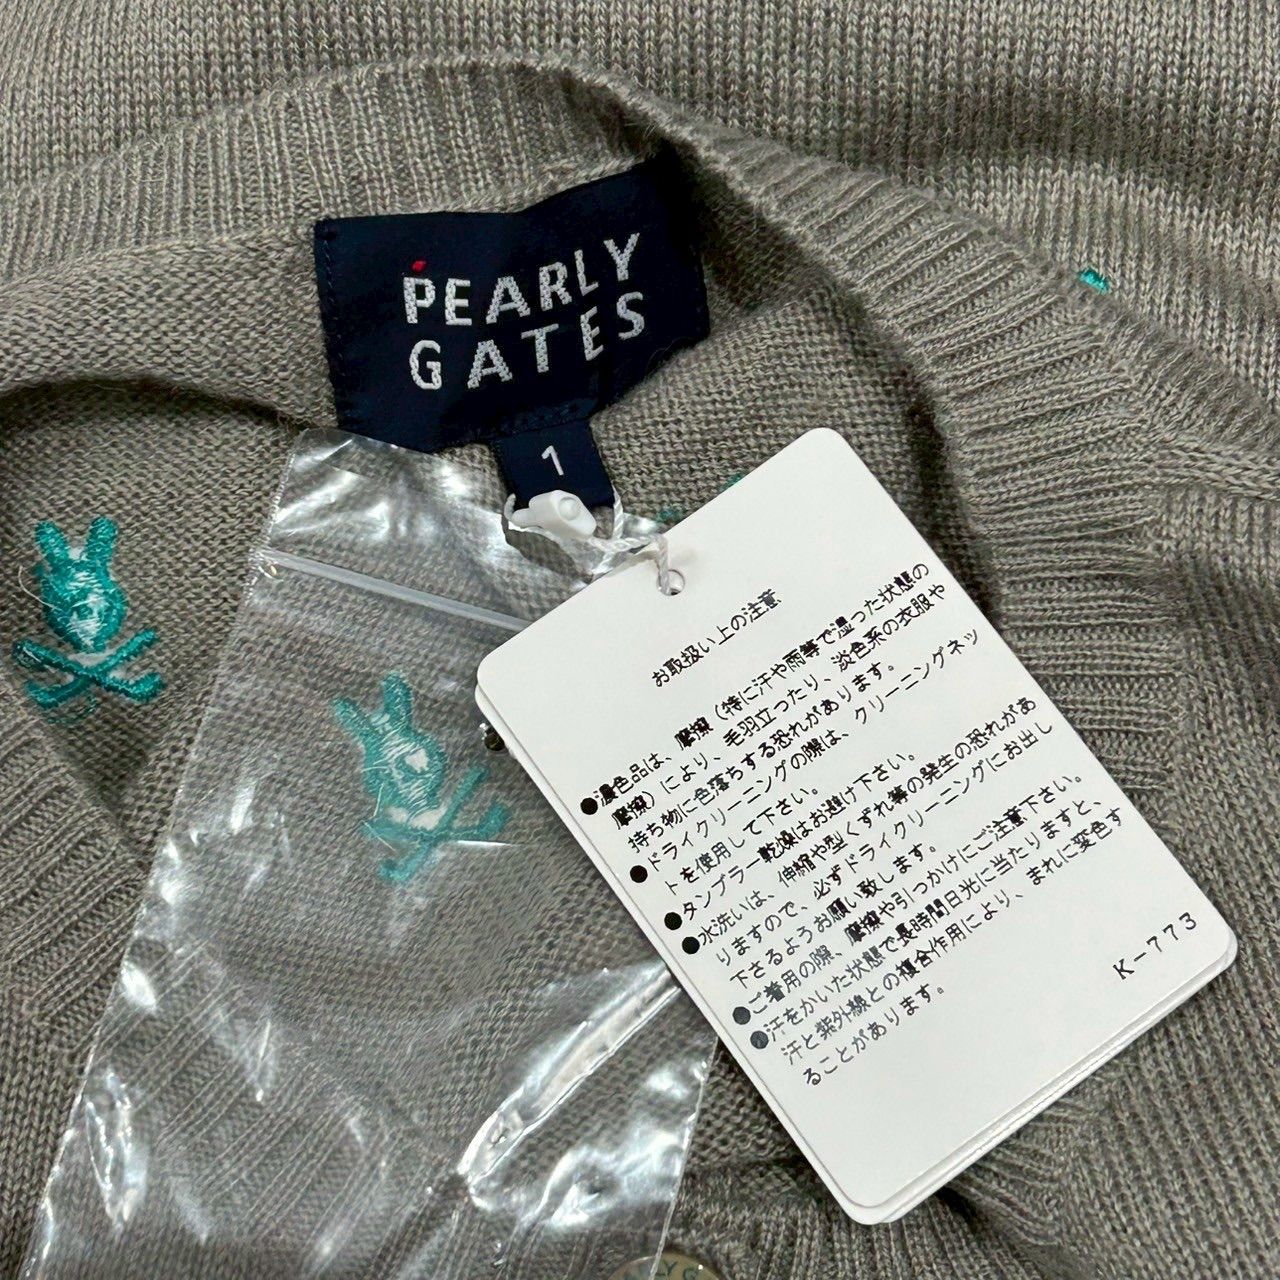 PEARLY
GATES
1
お取扱い上の注意
●濃色品は、摩擦（特に汗や雨等で湿った状態の
摩擦）により、毛羽立ったり、淡色系の衣服や
持ち物に色落ちする恐れがあります。
●ドライクリーニングの際は、クリーニングネッ
トを使用して下さい。
●タンブラー乾燥はお避け下さい。
●水洗いは、伸縮や型くずれ等の発生の恐れがあ
りますので、必ずドライクリーニングにお出し
下さるようお願い致します。
●ご着用の際、摩擦や引っかけにご注意下さい。
●汗をかいた状態で長時間日光に当たりますと、
汗と紫外線との複合作用により、まれに変色す
ることがあります。
K-773